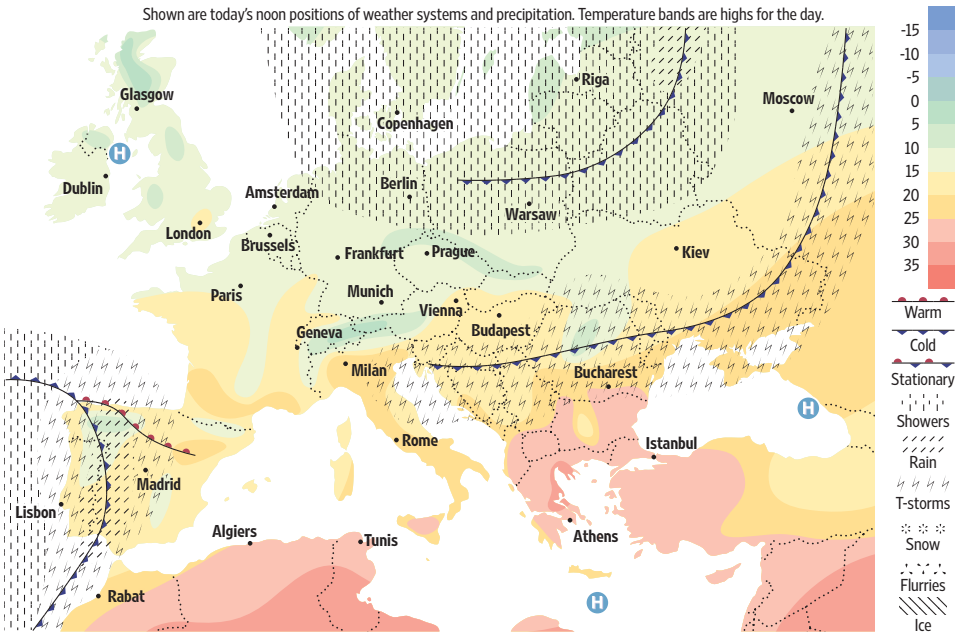 Shown are today's noon positions of weather systems and precipitation. Temperature bands are highs for the day.
-15
-10
-5
0
5
10
15
20
25
30
35
Warm
Cold
Stationary
Showers
Rain
T-storms
Snow
Flurries
Ice
Glasgow
H
Dublin
London
Amsterdam
Brussels
Paris
Copenhagen
Berlin
Riga
Moscow
Warsaw
Frankfurt
Prague
Kiev
Munich
Vienna
Budapest
Geneva
Milan
Bucharest
H
Rome
Istanbul
Madrid
Lisbon
Algiers
Tunis
Athens
Rabat
H